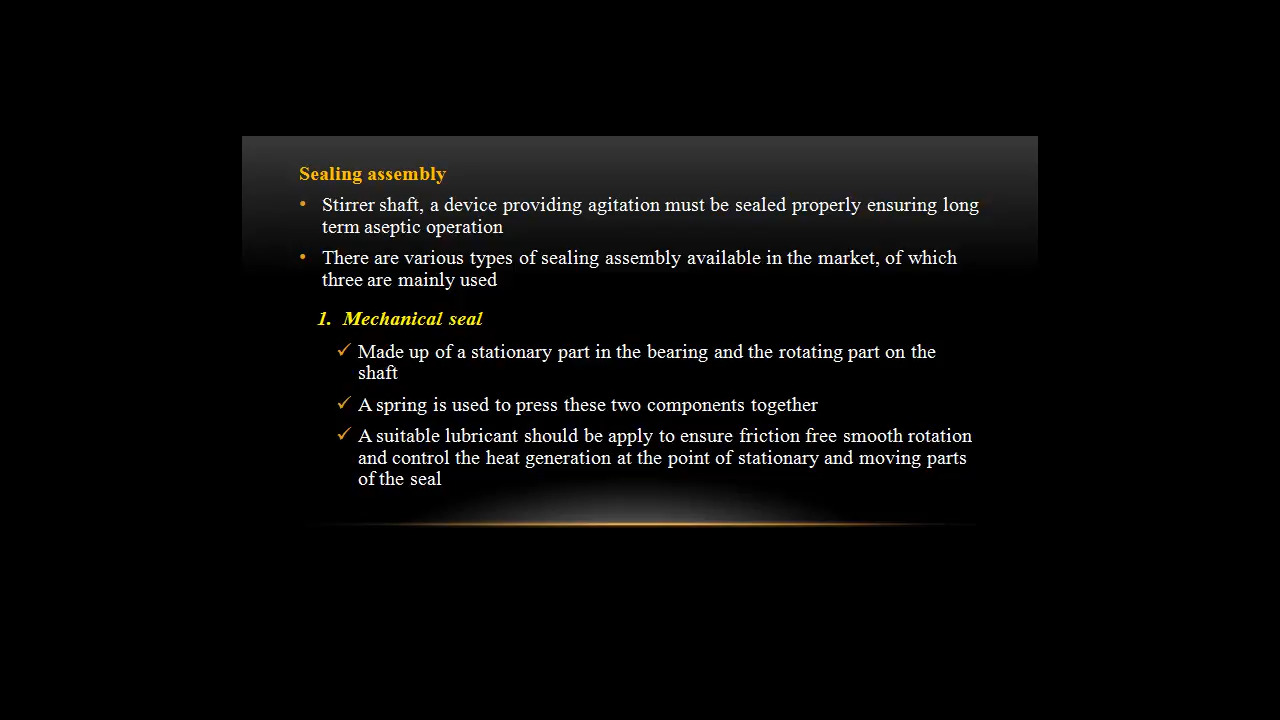 Sealing assembly
• Stirrer shaft, a device providing agitation must be sealed properly ensuring long
term aseptic operation
• There are various types of sealing assembly available in the market, of which
three are mainly used
1. Mechanical seal
✓ Made up of a stationary part in the bearing and the rotating part on the
shaft
✓ A spring is used to press these two components together
✓ A suitable lubricant should be apply to ensure friction free smooth rotation
and control the heat generation at the point of stationary and moving parts
of the seal